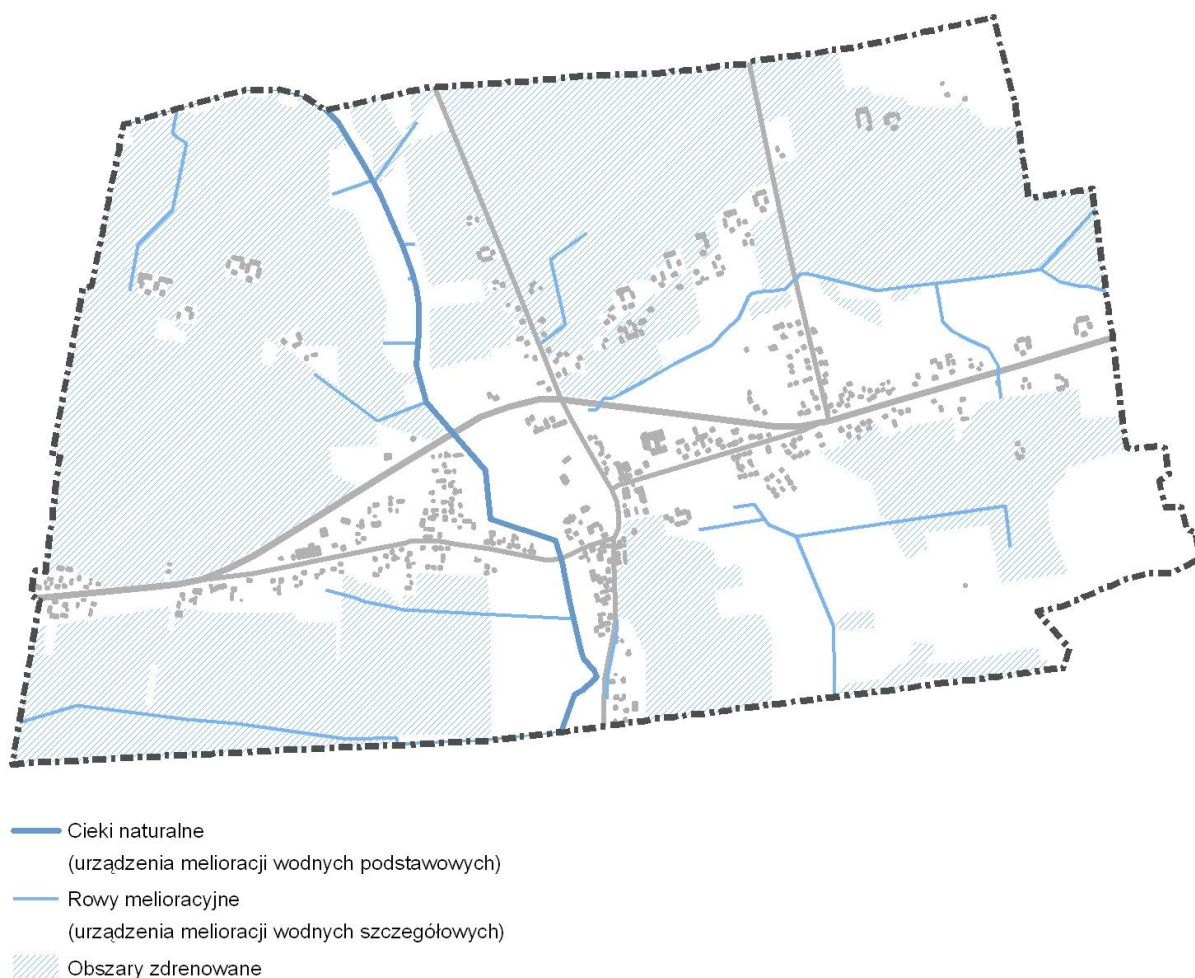 Cieki naturalne
(urządzenia melioracji wodnych podstawowych)
Rowy melioracyjne
(urządzenia melioracji wodnych szczegółowych)
Obszary zdrenowane